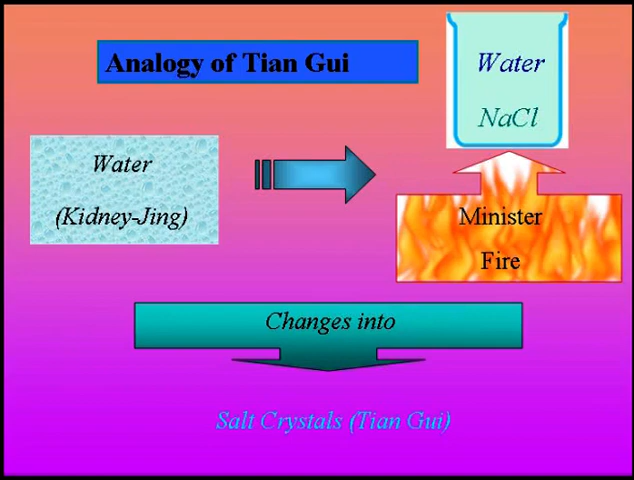 Analogy of Tian Gui
Water
NaCl
Water
(Kidney-Jing)
Minister
Fire
Changes into
Salt Crystals (Tian Gui)